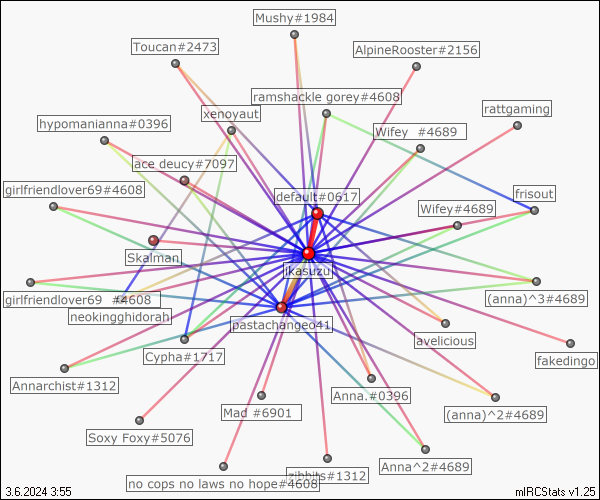 Mushy#1984
Toucan#2473
AlpineRooster#2156
ramshackle gorey#4608
rattgaming
xenoyaut
hypomanianna#0396
Wifey  #4689
ace deucy#7097
girlfriendlover69#4608
default#0617
frisout
Wifey#4689
Skalman
jkasuzu
girlfriendlover69  #4608
(anna)^3#4689
neokingghidorah
pastachangeo41
avelicious
Cypha#1717
fakedingo
Annarchist#1312
Anna.#0396
Mad #6901
(anna)^2#4689
Soxy Foxy#5076
Anna^2#4689
zibbits#1312
no cops no laws no hope#4608
3.6.2024 3:55
mIRCStats v1.25